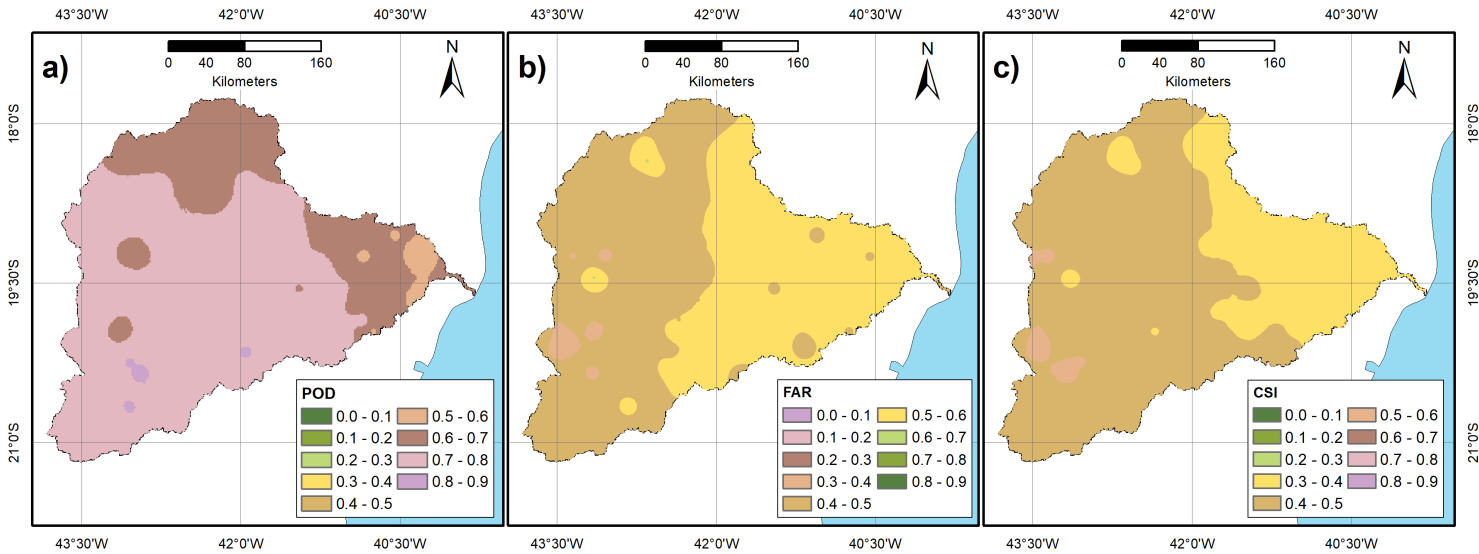 43°30'W 42°0'W 40°30'W 43°30'W 42°0'W 40°30'W 43°30'W 42°0'W 40°30'W
a)
0 40 80 160
Kilometers
N
b)
0 40 80 160
Kilometers
N
c)
0 40 80 160
Kilometers
N
18°0'S
19°30'S
21°0'S
18°0'S
19°30'S
21°0'S
POD
0.0 - 0.1 0.5 - 0.6
0.1 - 0.2 0.6 - 0.7
0.2 - 0.3 0.7 - 0.8
0.3 - 0.4 0.8 - 0.9
0.4 - 0.5
FAR
0.0 - 0.1 0.5 - 0.6
0.1 - 0.2 0.6 - 0.7
0.2 - 0.3 0.7 - 0.8
0.3 - 0.4 0.8 - 0.9
0.4 - 0.5
CSI
0.0 - 0.1 0.5 - 0.6
0.1 - 0.2 0.6 - 0.7
0.2 - 0.3 0.7 - 0.8
0.3 - 0.4 0.8 - 0.9
0.4 - 0.5
43°30'W 42°0'W 40°30'W 43°30'W 42°0'W 40°30'W 43°30'W 42°0'W 40°30'W